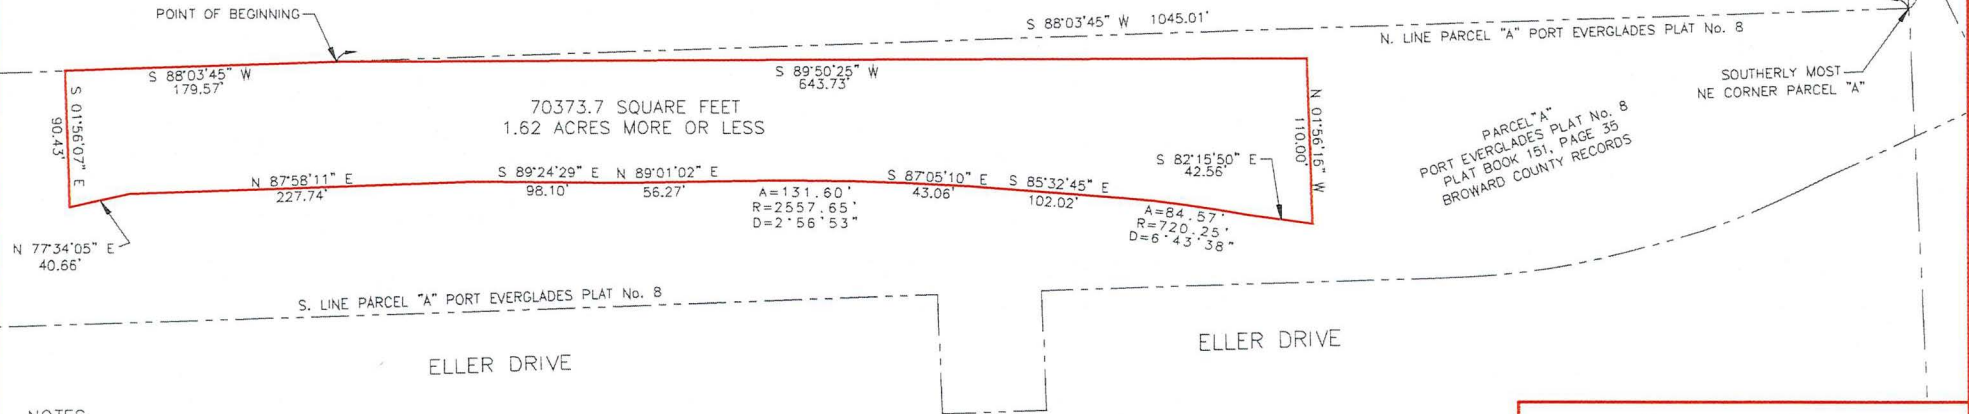 POINT OF BEGINNING
S 88°03'45" W 1045.01'
N. LINE PARCEL "A" PORT EVERGLADES PLAT No. 8
SOUTHERLY MOST
NE CORNER PARCEL "A"
S 88°03'45" W
179.57'
S 89°50'25" W
643.73'
S 01°56'07" E
90.43'
70373.7 SQUARE FEET
1.62 ACRES MORE OR LESS
N 01°56'15" W
110.00'
PARCEL "A"
PORT EVERGLADES PLAT No. 8
PLAT BOOK 151, PAGE 35
BROWARD COUNTY RECORDS
N 87°58'11" E
227.74'
S 89°24'29" E
98.10'
N 89°01'02" E
56.27'
A=131.60'
R=2557.65'
D=2°56'53"
S 87°05'10" E
43.06'
S 85°32'45" E
102.02'
S 82°15'50" E
42.56'
A=84.57'
R=720.25'
D=6°43'38"
N 77°34'05" E
40.66'
S. LINE PARCEL "A" PORT EVERGLADES PLAT No. 8
ELLER DRIVE
ELLER DRIVE
NOTES